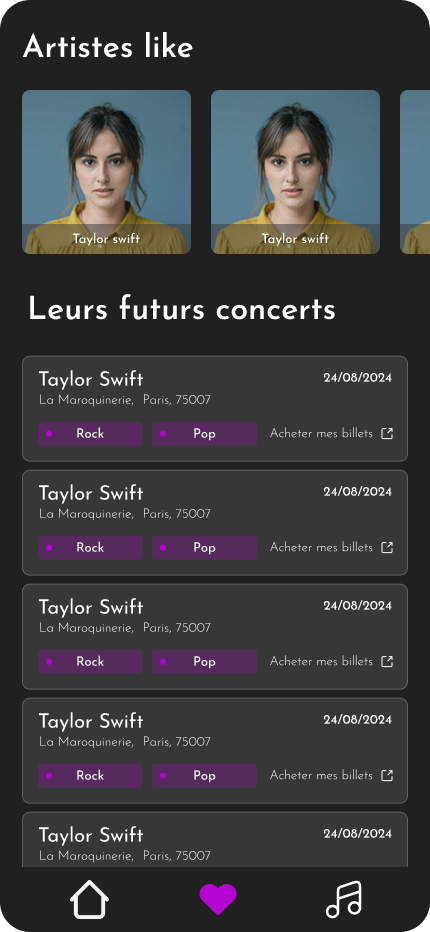 Artistes like
Taylor swift Taylor swift
Leurs futurs concerts
Taylor Swift 24/08/2024
La Maroquinerie, Paris, 75007
Rock Pop Acheter mes billets
Taylor Swift 24/08/2024
La Maroquinerie, Paris, 75007
Rock Pop Acheter mes billets
Taylor Swift 24/08/2024
La Maroquinerie, Paris, 75007
Rock Pop Acheter mes billets
Taylor Swift 24/08/2024
La Maroquinerie, Paris, 75007
Rock Pop Acheter mes billets
Taylor Swift 24/08/2024
La Maroquinerie, Paris, 75007